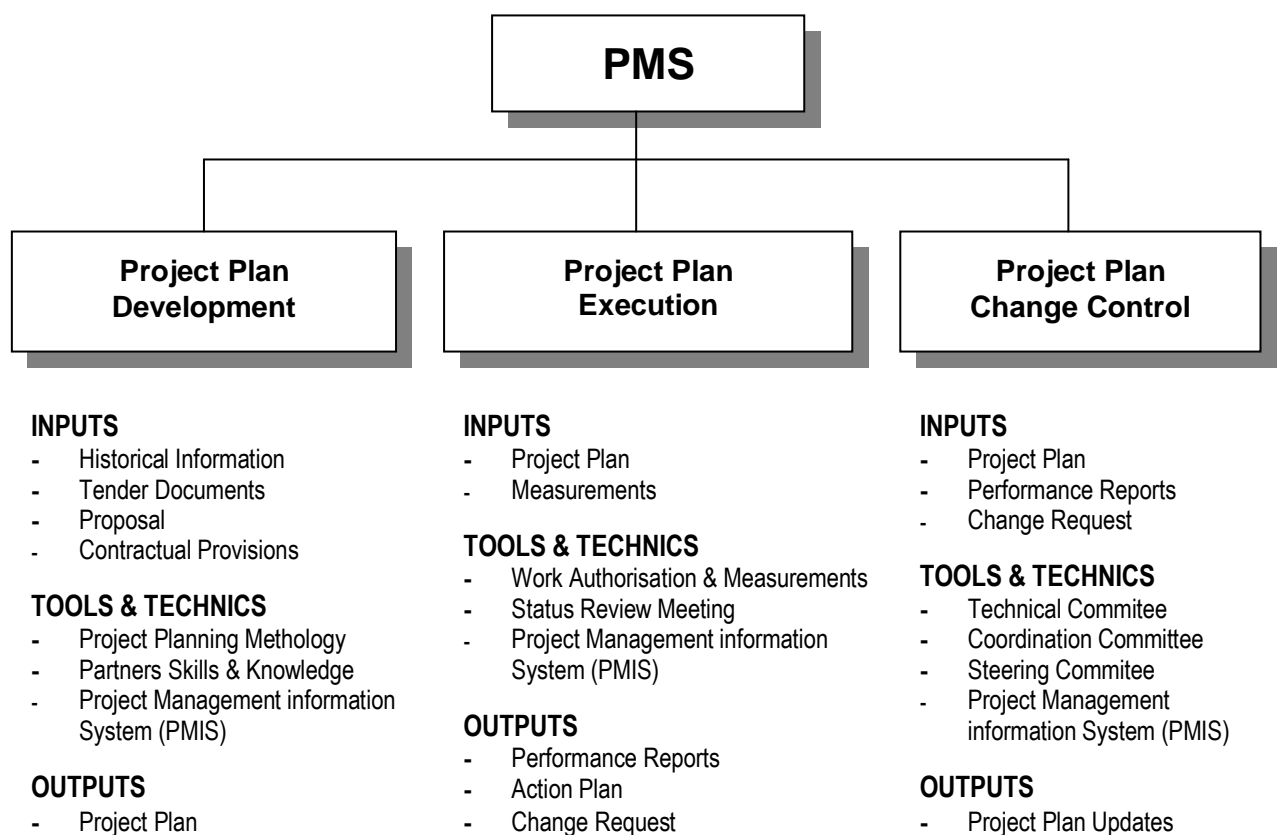 PMS
Project Plan
Development
Project Plan
Execution
Project Plan
Change Control
INPUTS
- Historical Information
- Tender Documents
- Proposal
- Contractual Provisions
TOOLS & TECHNICS
- Project Planning Methology
- Partners Skills & Knowledge
- Project Management information
System (PMIS)
OUTPUTS
- Project Plan
INPUTS
- Project Plan
- Measurements
TOOLS & TECHNICS
- Work Authorisation & Measurements
- Status Review Meeting
- Project Management information
System (PMIS)
OUTPUTS
- Performance Reports
- Action Plan
- Change Request
INPUTS
- Project Plan
- Performance Reports
- Change Request
TOOLS & TECHNICS
- Technical Commitee
- Coordination Committee
- Steering Commitee
- Project Management
information System (PMIS)
OUTPUTS
- Project Plan Updates